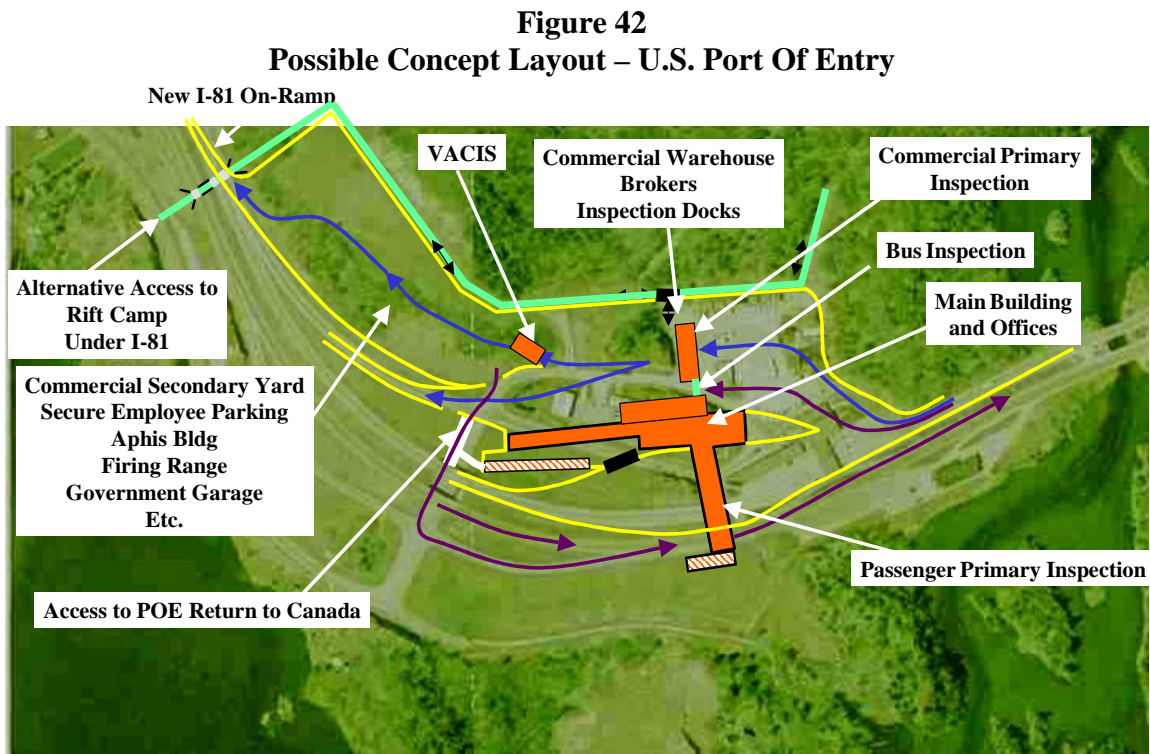 Figure 42
Possible Concept Layout – U.S. Port Of Entry
New I-81 On-Ramp
VACIS
Commercial Warehouse
Brokers
Inspection Docks
Commercial Primary
Inspection
Bus Inspection
Main Building
and Offices
Alternative Access to
Rift Camp
Under I-81
Commercial Secondary Yard
Secure Employee Parking
Aphis Bldg
Firing Range
Government Garage
Etc.
Passenger Primary Inspection
Access to POE Return to Canada